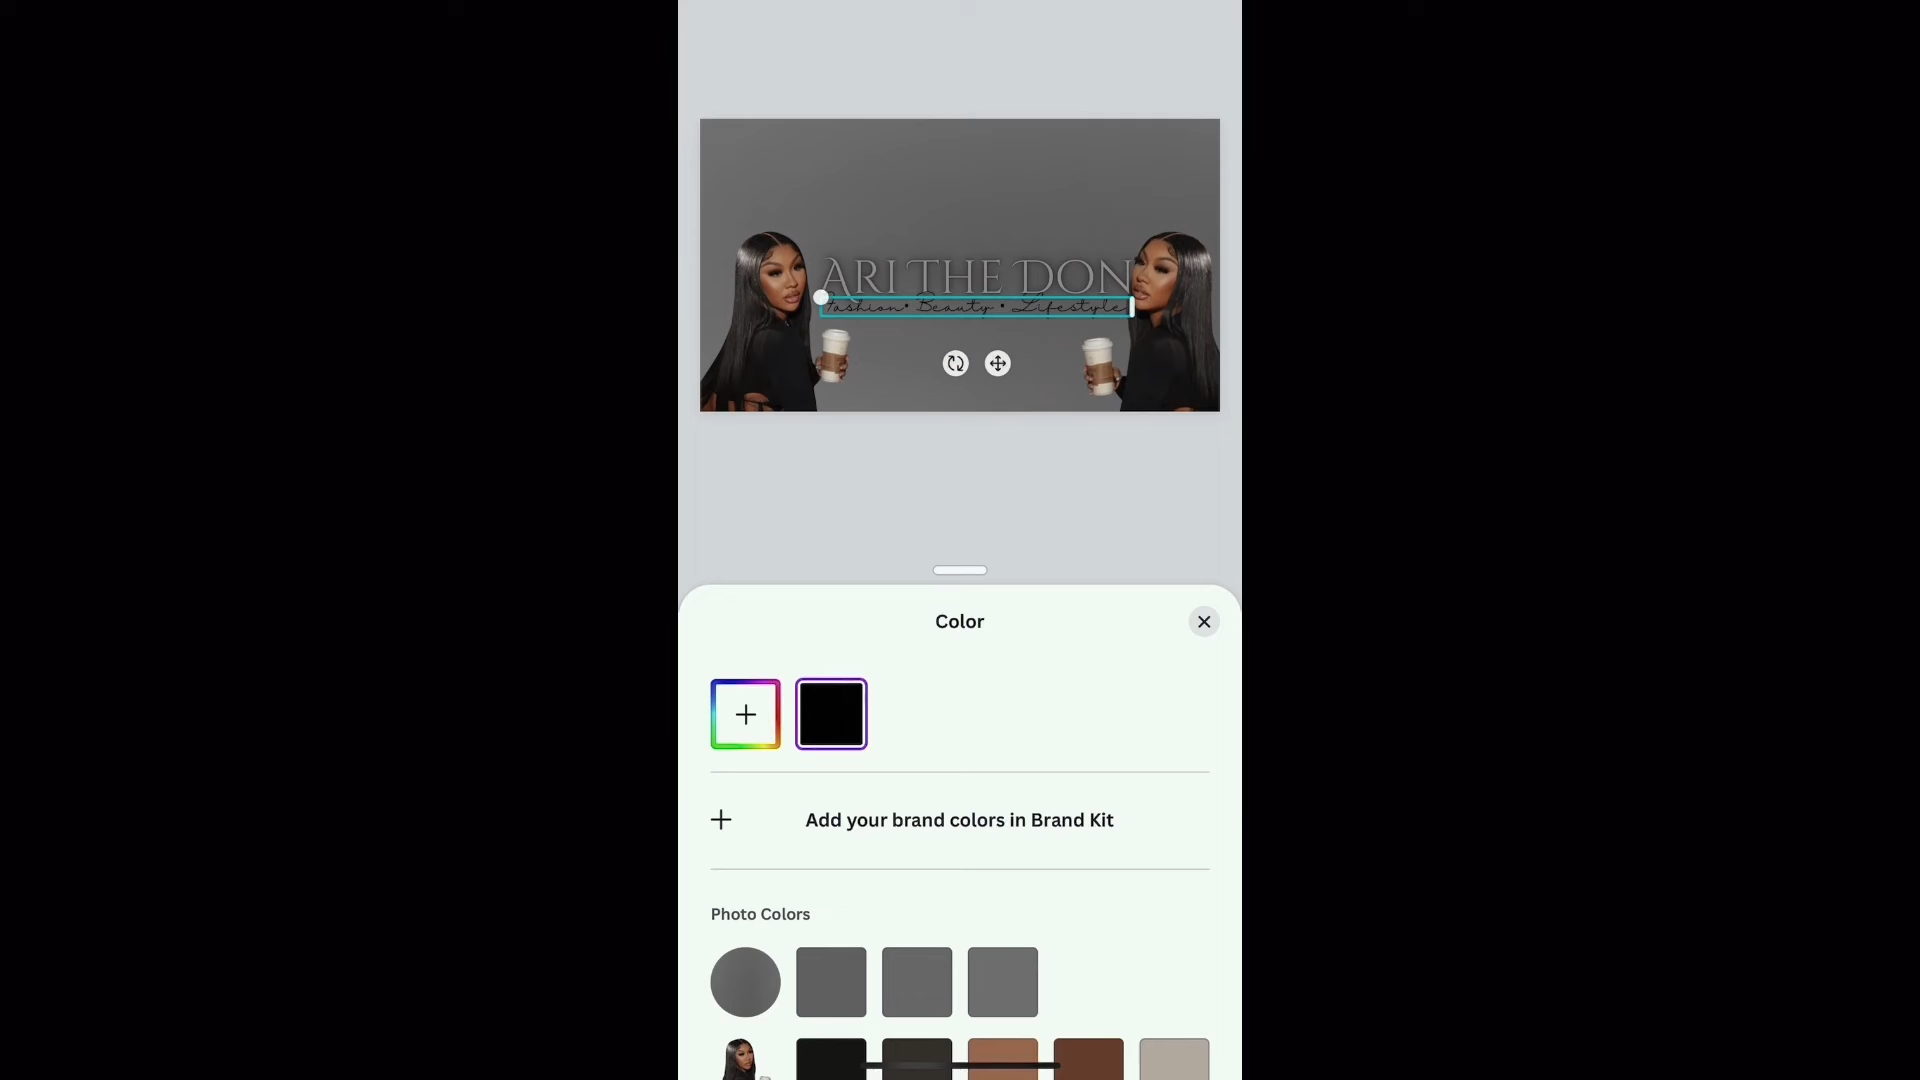 ARI THE DON
Fashion • Beauty • Lifestyle
Color
Add your brand colors in Brand Kit
Photo Colors